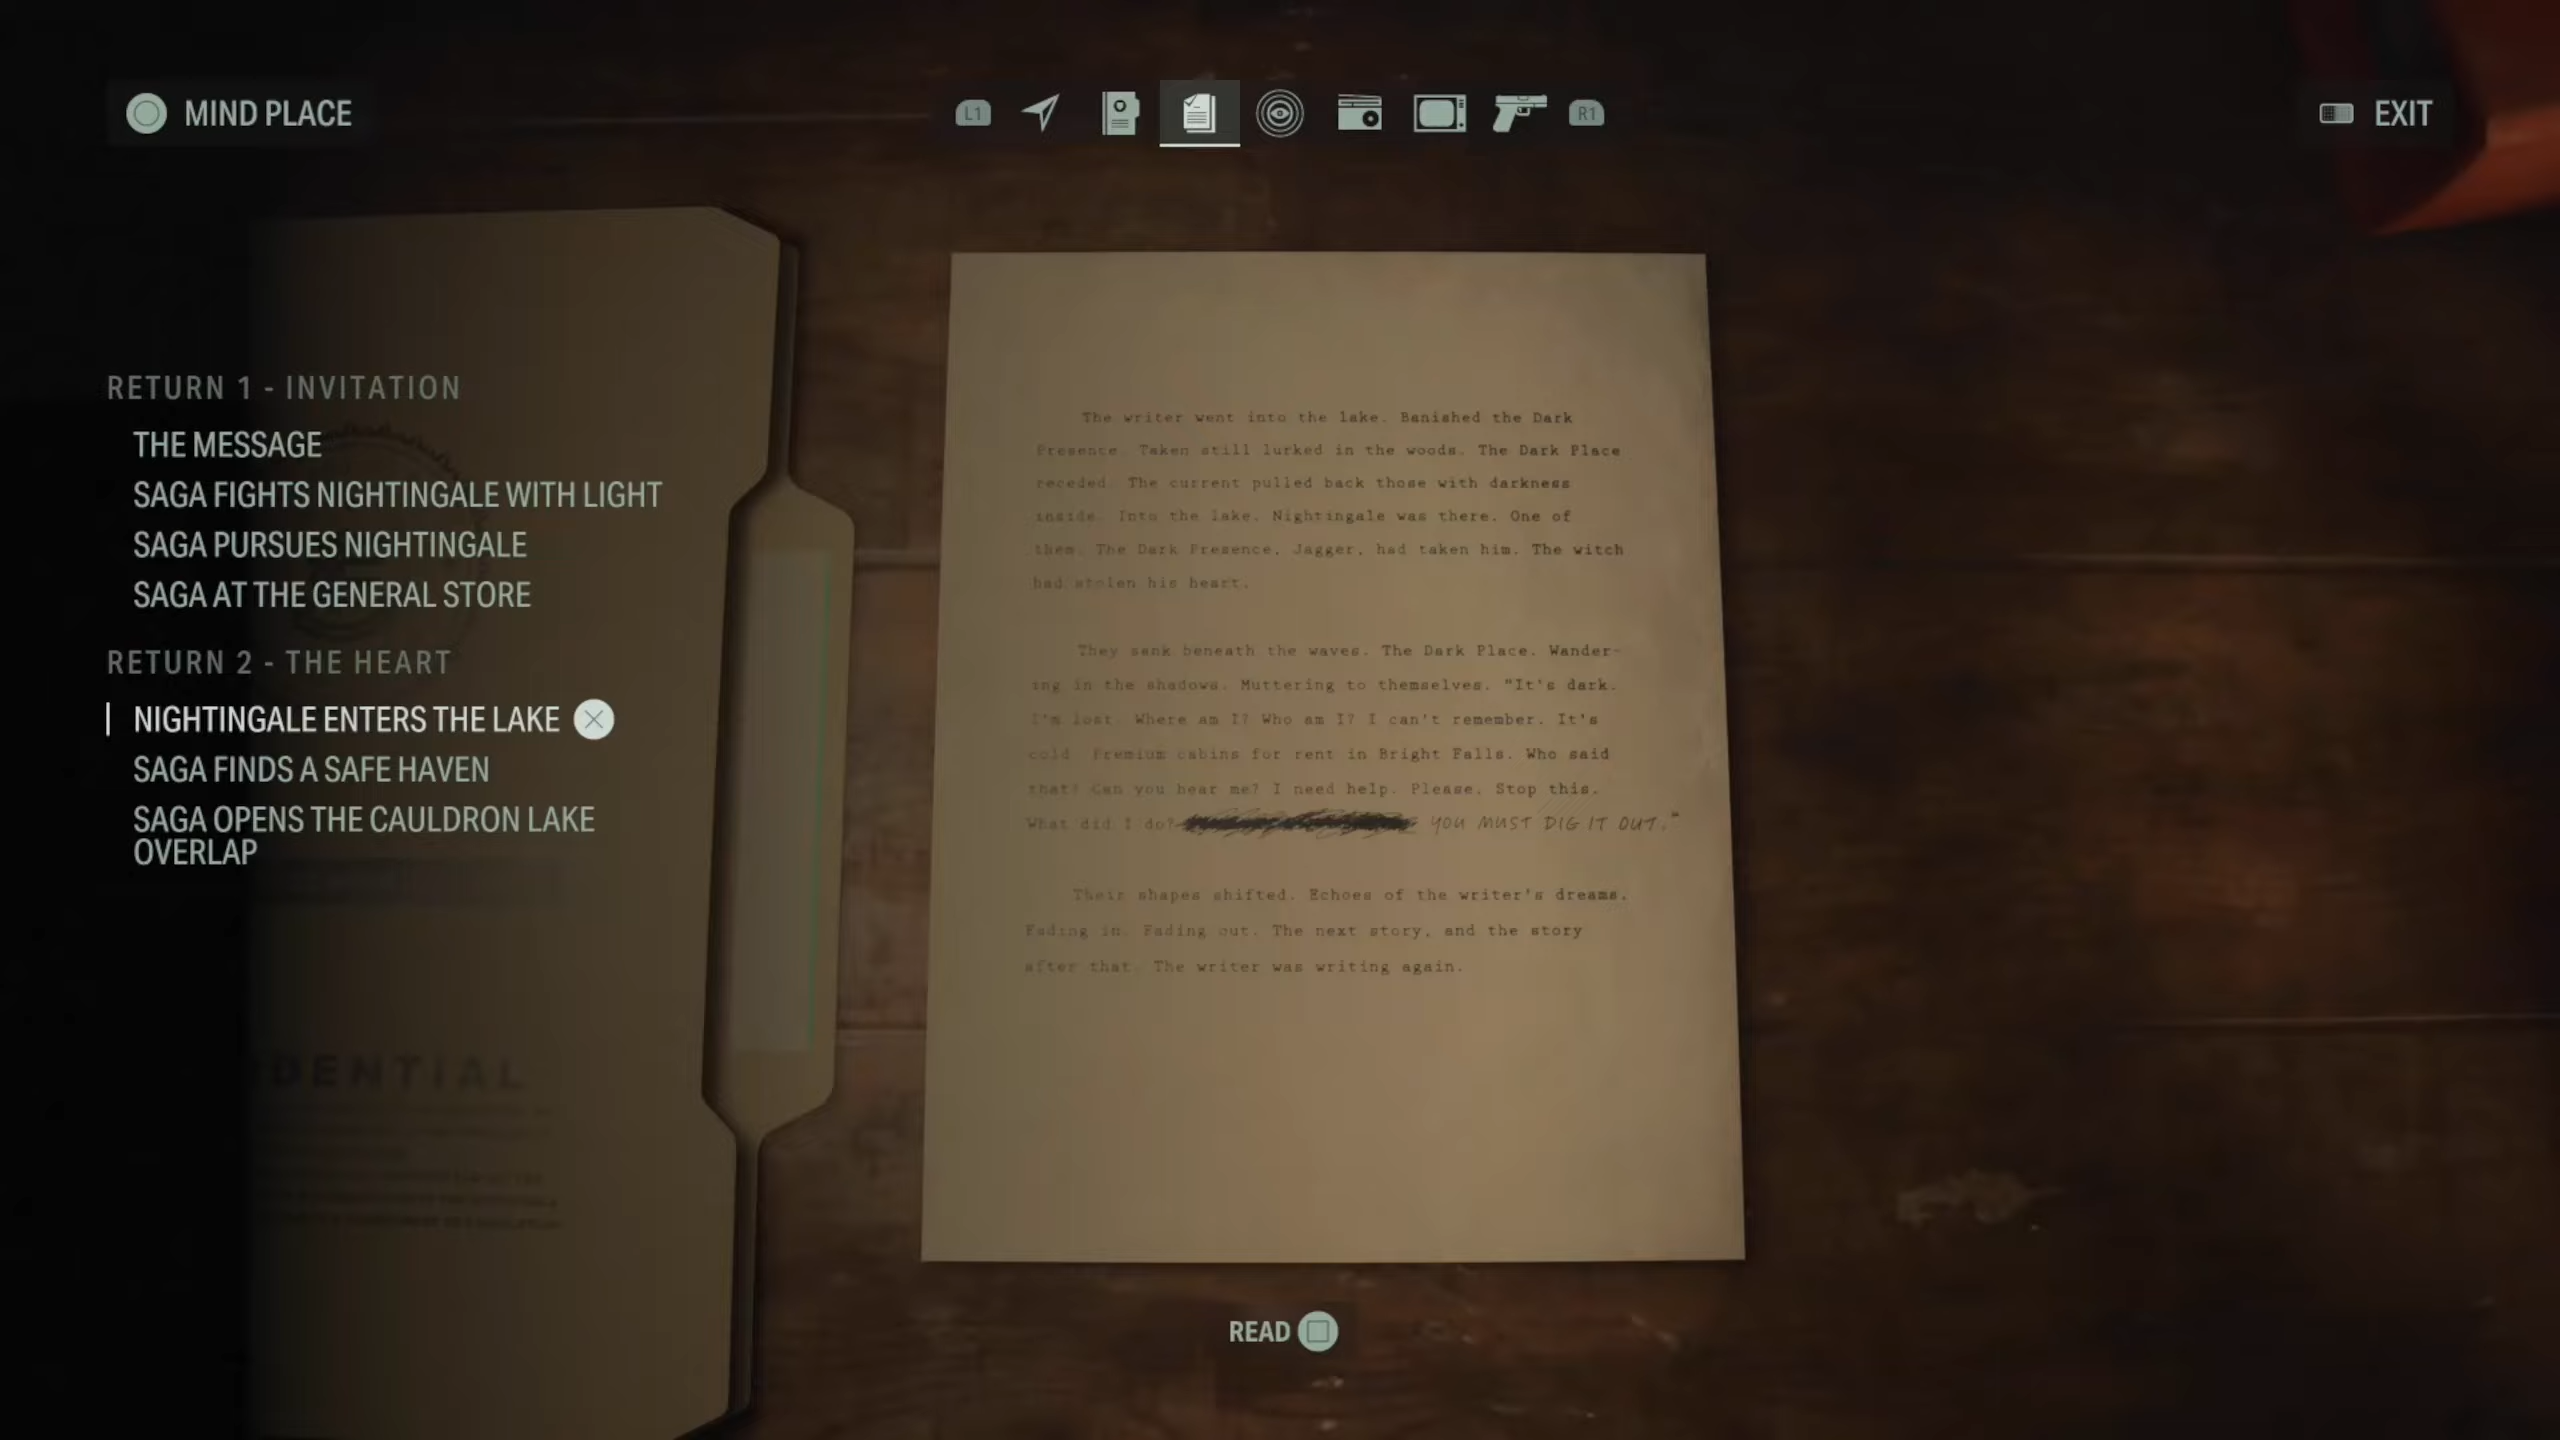 MIND PLACE
L1
R1
EXIT
RETURN 1 - INVITATION
THE MESSAGE
SAGA FIGHTS NIGHTINGALE WITH LIGHT
SAGA PURSUES NIGHTINGALE
SAGA AT THE GENERAL STORE
RETURN 2 - THE HEART
NIGHTINGALE ENTERS THE LAKE
SAGA FINDS A SAFE HAVEN
SAGA OPENS THE CAULDRON LAKE
OVERLAP
DENTIAL
The writer went into the lake. Banished the Dark
Presence. Taken still lurked in the woods. The Dark Place
receded. The current pulled back those with darkness
inside. Into the lake. Nightingale was there. One of
them. The Dark Presence, Jagger, had taken him. The witch
had stolen his heart.
They sank beneath the waves. The Dark Place. Wander-
ing in the shadows. Muttering to themselves. "It's dark.
I'm lost. Where am I? Who am I? I can't remember. It's
cold. Premium cabins for rent in Bright Falls. Who said
that? Can you hear me? I need help. Please. Stop this.
What did I do? YOU MUST DIG IT OUT."
Their shapes shifted. Echoes of the writer's dreams.
Fading in. Fading out. The next story, and the story
after that. The writer was writing again.
READ